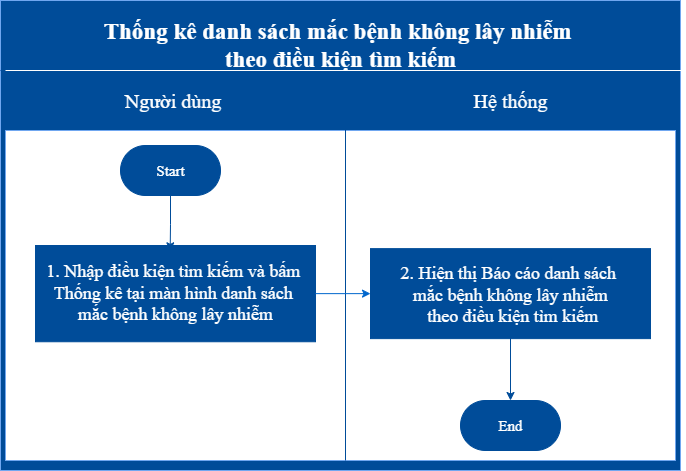 Thống kê danh sách mắc bệnh không lây nhiễm
theo điều kiện tìm kiếm
Người dùng
Hệ thống
Start
1. Nhập điều kiện tìm kiếm và bấm
Thống kê tại màn hình danh sách
mắc bệnh không lây nhiễm
2. Hiện thị Báo cáo danh sách
mắc bệnh không lây nhiễm
theo điều kiện tìm kiếm
End